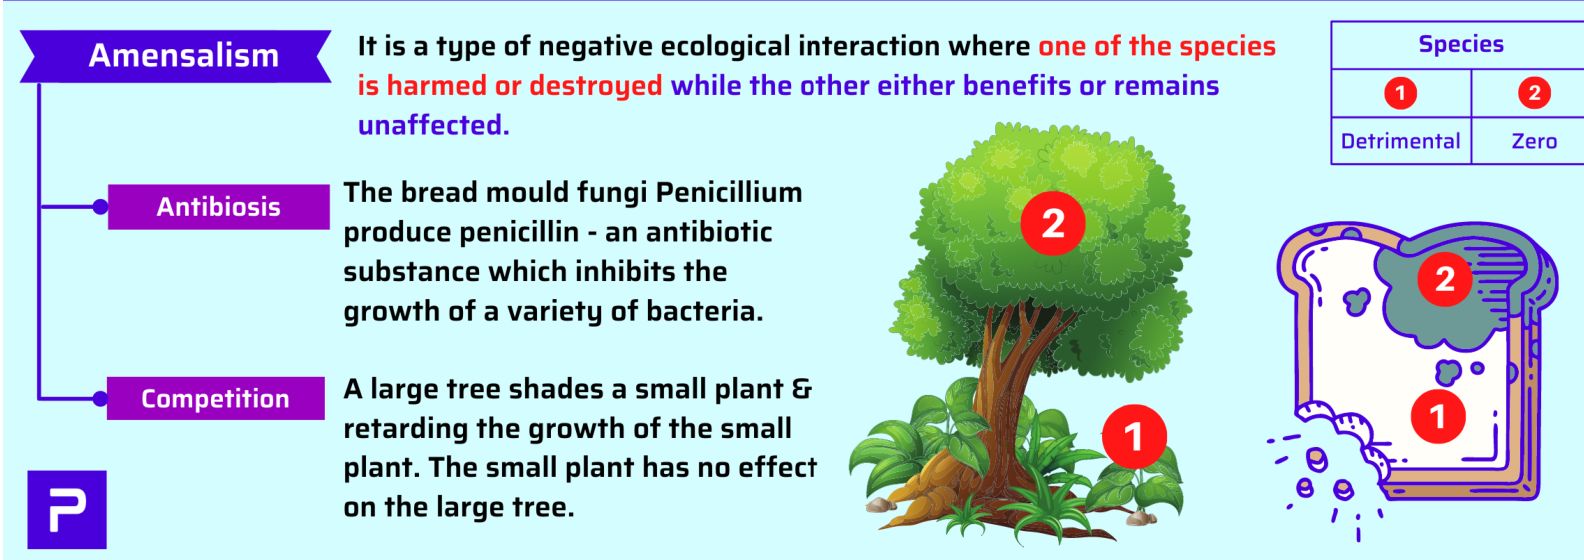 Amensalism
It is a type of negative ecological interaction where one of the species
is harmed or destroyed while the other either benefits or remains
unaffected.
Species
1 2
Detrimental Zero
Antibiosis
The bread mould fungi Penicillium
produce penicillin - an antibiotic
substance which inhibits the
growth of a variety of bacteria.
Competition
A large tree shades a small plant &
retarding the growth of the small
plant. The small plant has no effect
on the large tree.
2
1
2
1
P